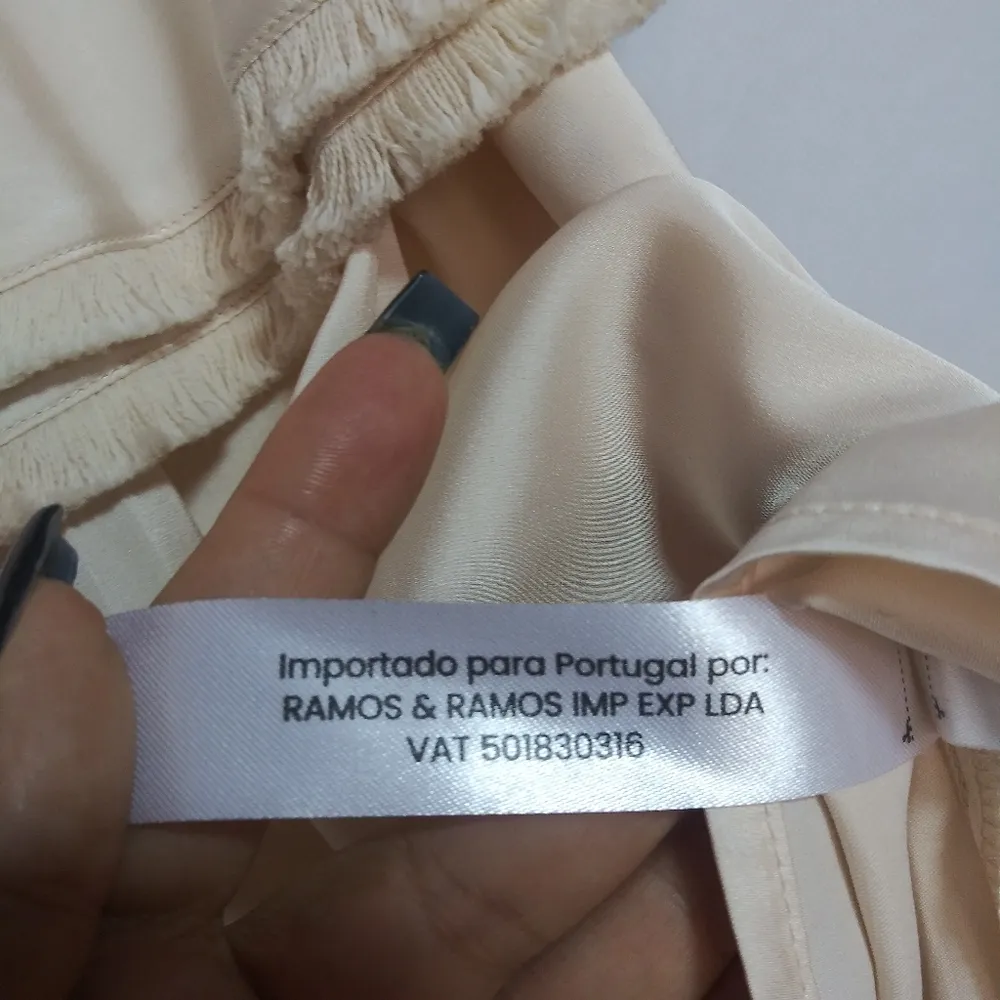 Importado para Portugal por:
RAMOS & RAMOS IMP EXP LDA
VAT 501830316